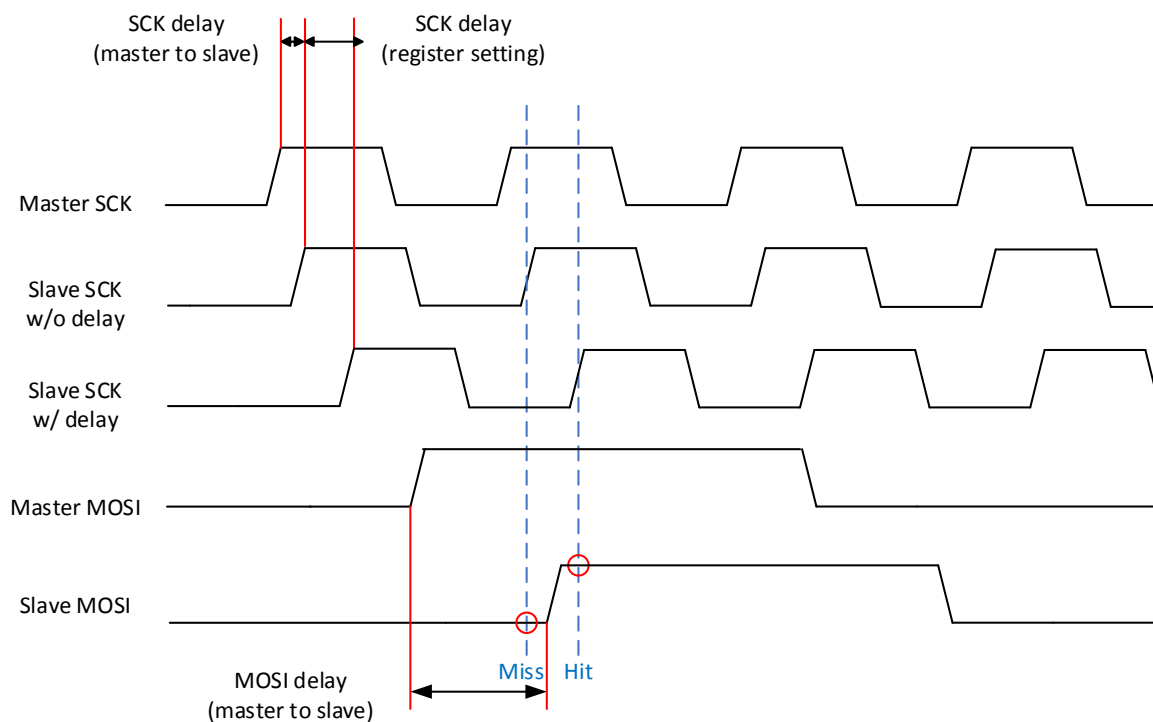 SCK delay
(master to slave)
SCK delay
(register setting)
Master SCK
Slave SCK
w/o delay
Slave SCK
w/ delay
Master MOSI
Slave MOSI
Miss
Hit
MOSI delay
(master to slave)